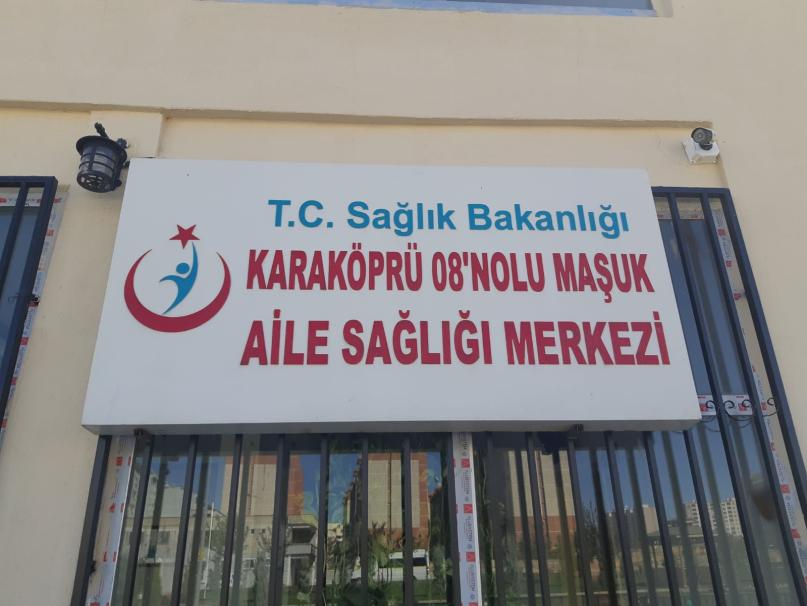 T.C. Sağlık Bakanlığı
KARAKÖPRÜ 08'NOLU MAŞUK
AİLE SAĞLIĞI MERKEZİ